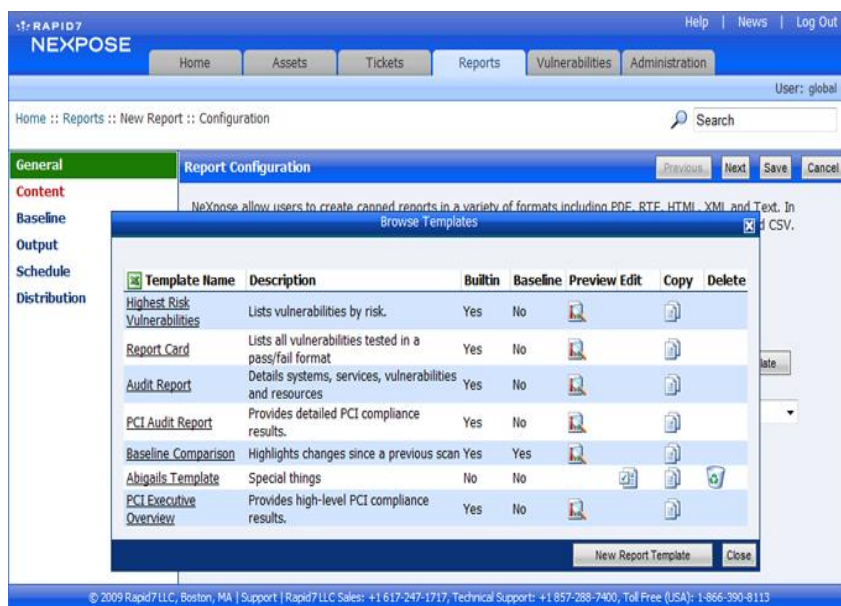 RAPID7
NEXPOSE
Help | News | Log Out
Home Assets Tickets Reports Vulnerabilities Administration
User: global
Home :: Reports :: New Report :: Configuration
Search
General
Content
Baseline
Output
Schedule
Distribution
Report Configuration
Previous Next Save Cancel
NeXpose allow users to create canned reports in a variety of formats including PDF, RTF, HTML, XML and Text. In
d CSV.
Browse Templates
Template Name Description Builtin Baseline Preview Edit Copy Delete
Highest Risk
Vulnerabilities
Lists vulnerabilities by risk. Yes No
Report Card
Lists all vulnerabilities tested in a
pass/fail format
Yes No
Audit Report
Details systems, services, vulnerabilities
and resources
Yes No
PCI Audit Report
Provides detailed PCI compliance
results.
Yes No
Baseline Comparison Highlights changes since a previous scan Yes Yes
Abigails Template Special things No No
PCI Executive
Overview
Provides high-level PCI compliance
results.
Yes No
late
New Report Template Close
© 2009 Rapid7 LLC, Boston, MA | Support | Rapid7 LLC Sales: +1 617-247-1717, Technical Support: +1 857-288-7400, Toll Free (USA): 1-866-390-8113